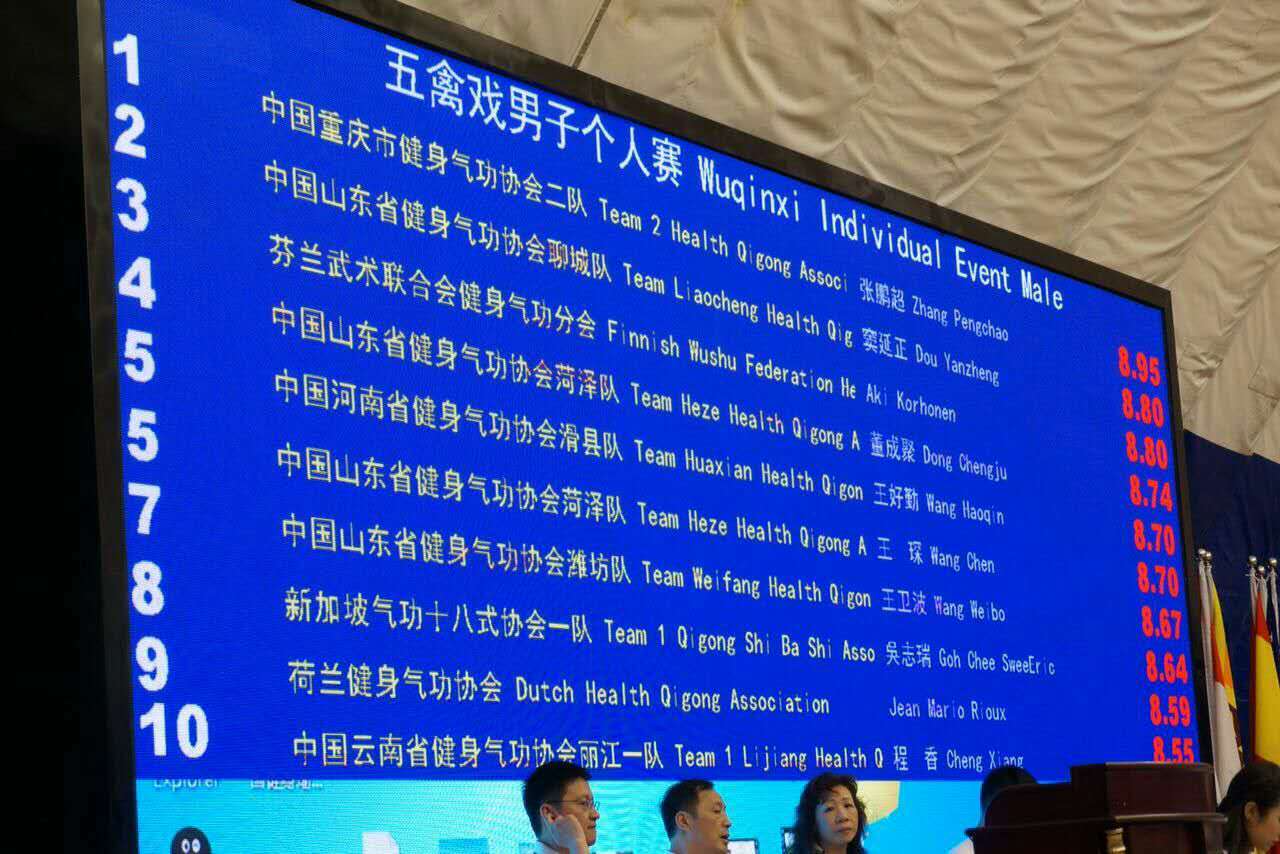 五禽戏男子个人赛 Wuqinxi Individual Event Male
1 中国重庆市健身气功协会二队 Team 2 Health Qigong Associ 张鹏超 Zhang Pengchao 8.95
2 中国山东省健身气功协会聊城队 Team Liaocheng Health Qig 窦延正 Dou Yanzheng 8.80
3 芬兰武术联合会健身气功分会 Finnish Wushu Federation He Aki Korhonen 8.80
4 中国山东省健身气功协会菏泽队 Team Heze Health Qigong A 董成聚 Dong Chengju 8.74
5 中国河南省健身气功协会滑县队 Team Huaxian Health Qigon 王好勤 Wang Haoqin 8.70
5 中国山东省健身气功协会菏泽队 Team Heze Health Qigong A 王 琛 Wang Chen 8.70
7 中国山东省健身气功协会潍坊队 Team Weifang Health Qigon 王卫波 Wang Weibo 8.67
8 新加坡气功十八式协会一队 Team 1 Qigong Shi Ba Shi Asso 吳志瑞 Goh Chee SweeEric 8.64
9 荷兰健身气功协会 Dutch Health Qigong Association Jean Mario Rioux 8.59
10 中国云南省健身气功协会丽江一队 Team 1 Lijiang Health Q 程 香 Cheng Xiang 8.55
Explorer